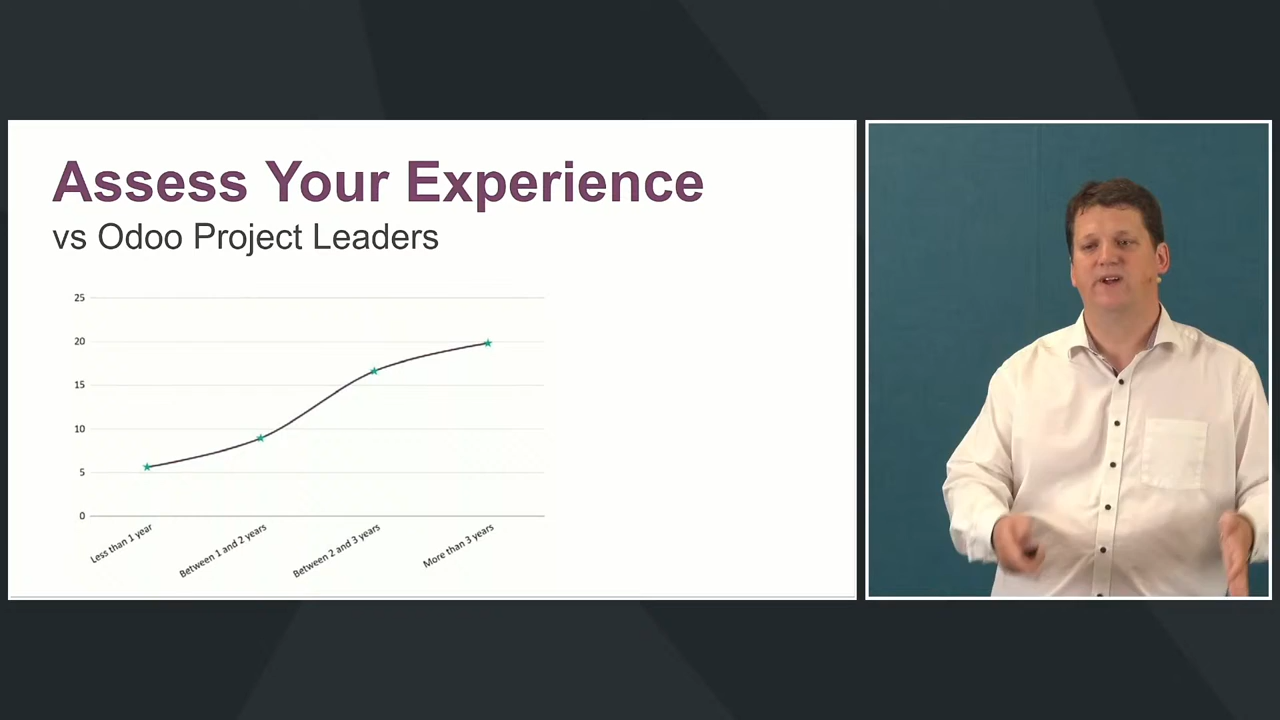 Assess Your Experience
vs Odoo Project Leaders
25
20
15
10
5
0
Less than 1 year
Between 1 and 2 years
Between 2 and 3 years
More than 3 years